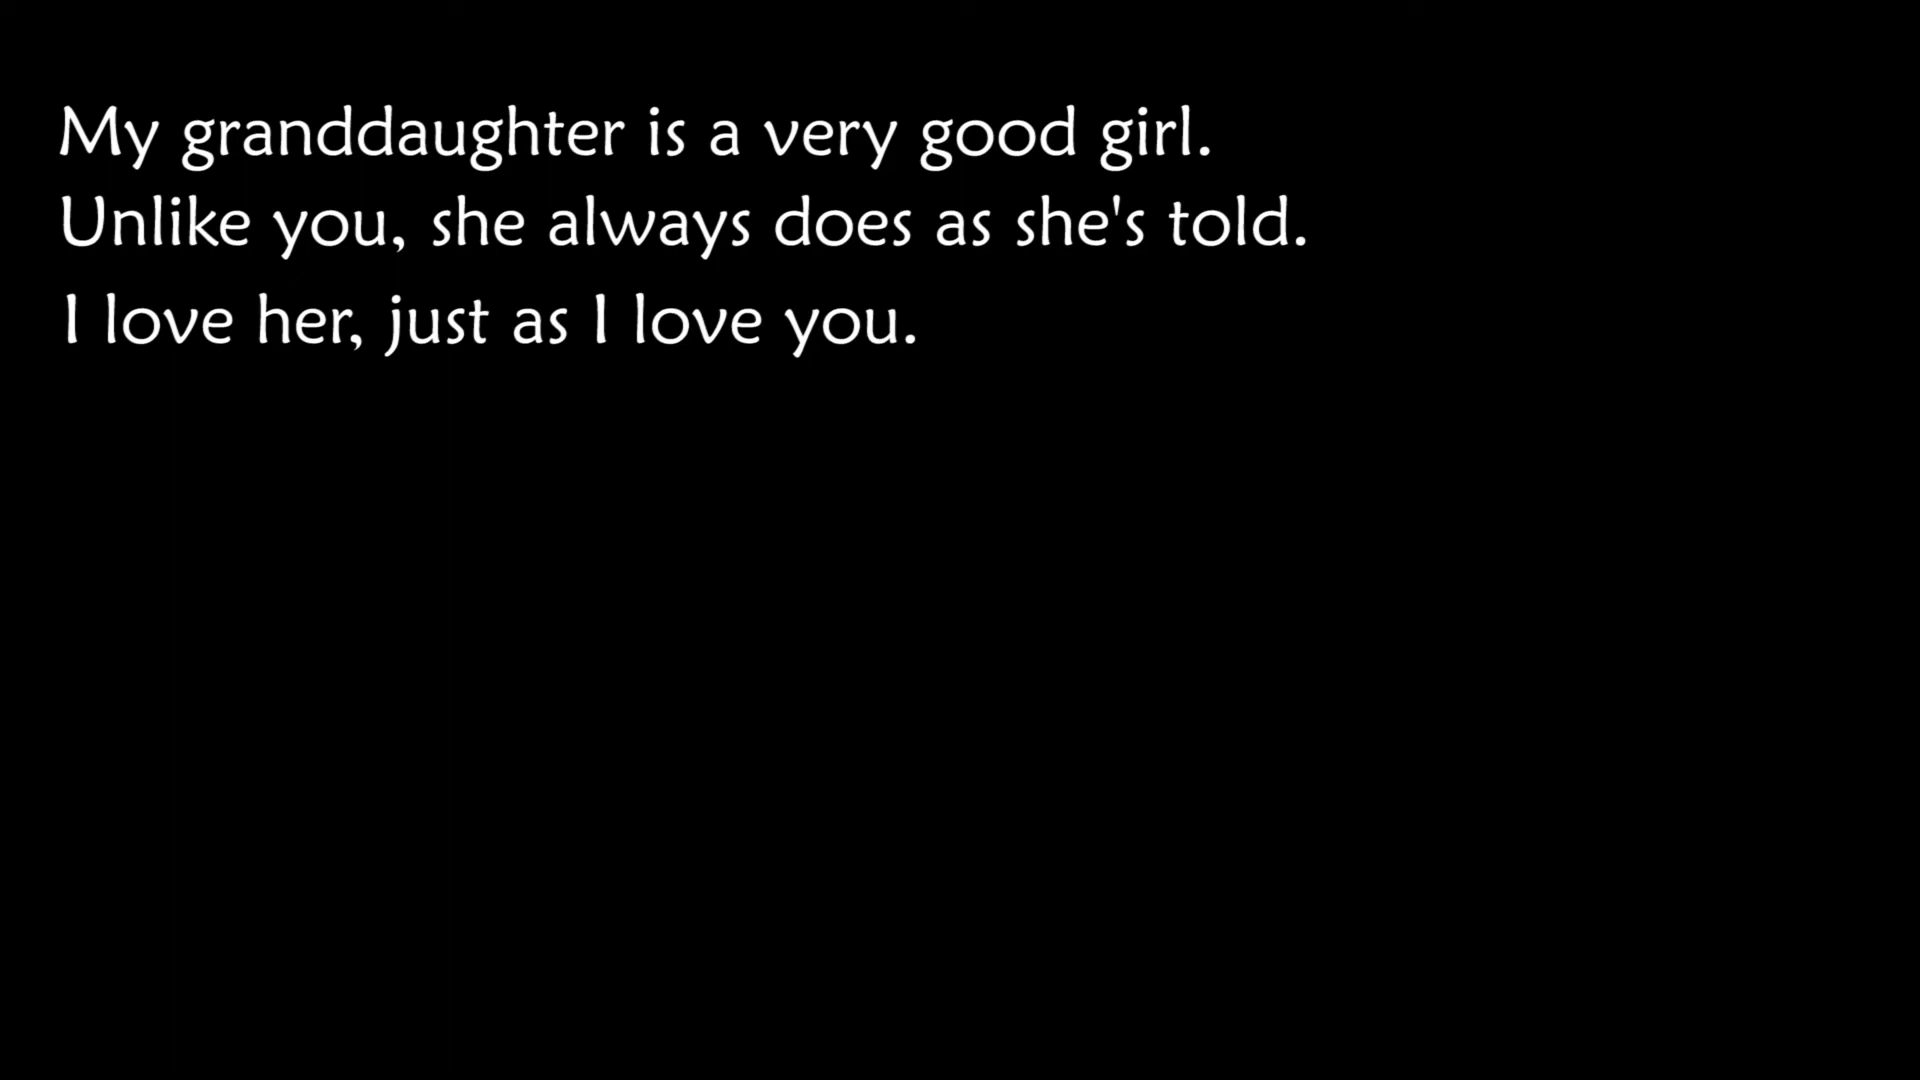 My granddaughter is a very good girl.
Unlike you, she always does as she's told.
I love her, just as I love you.